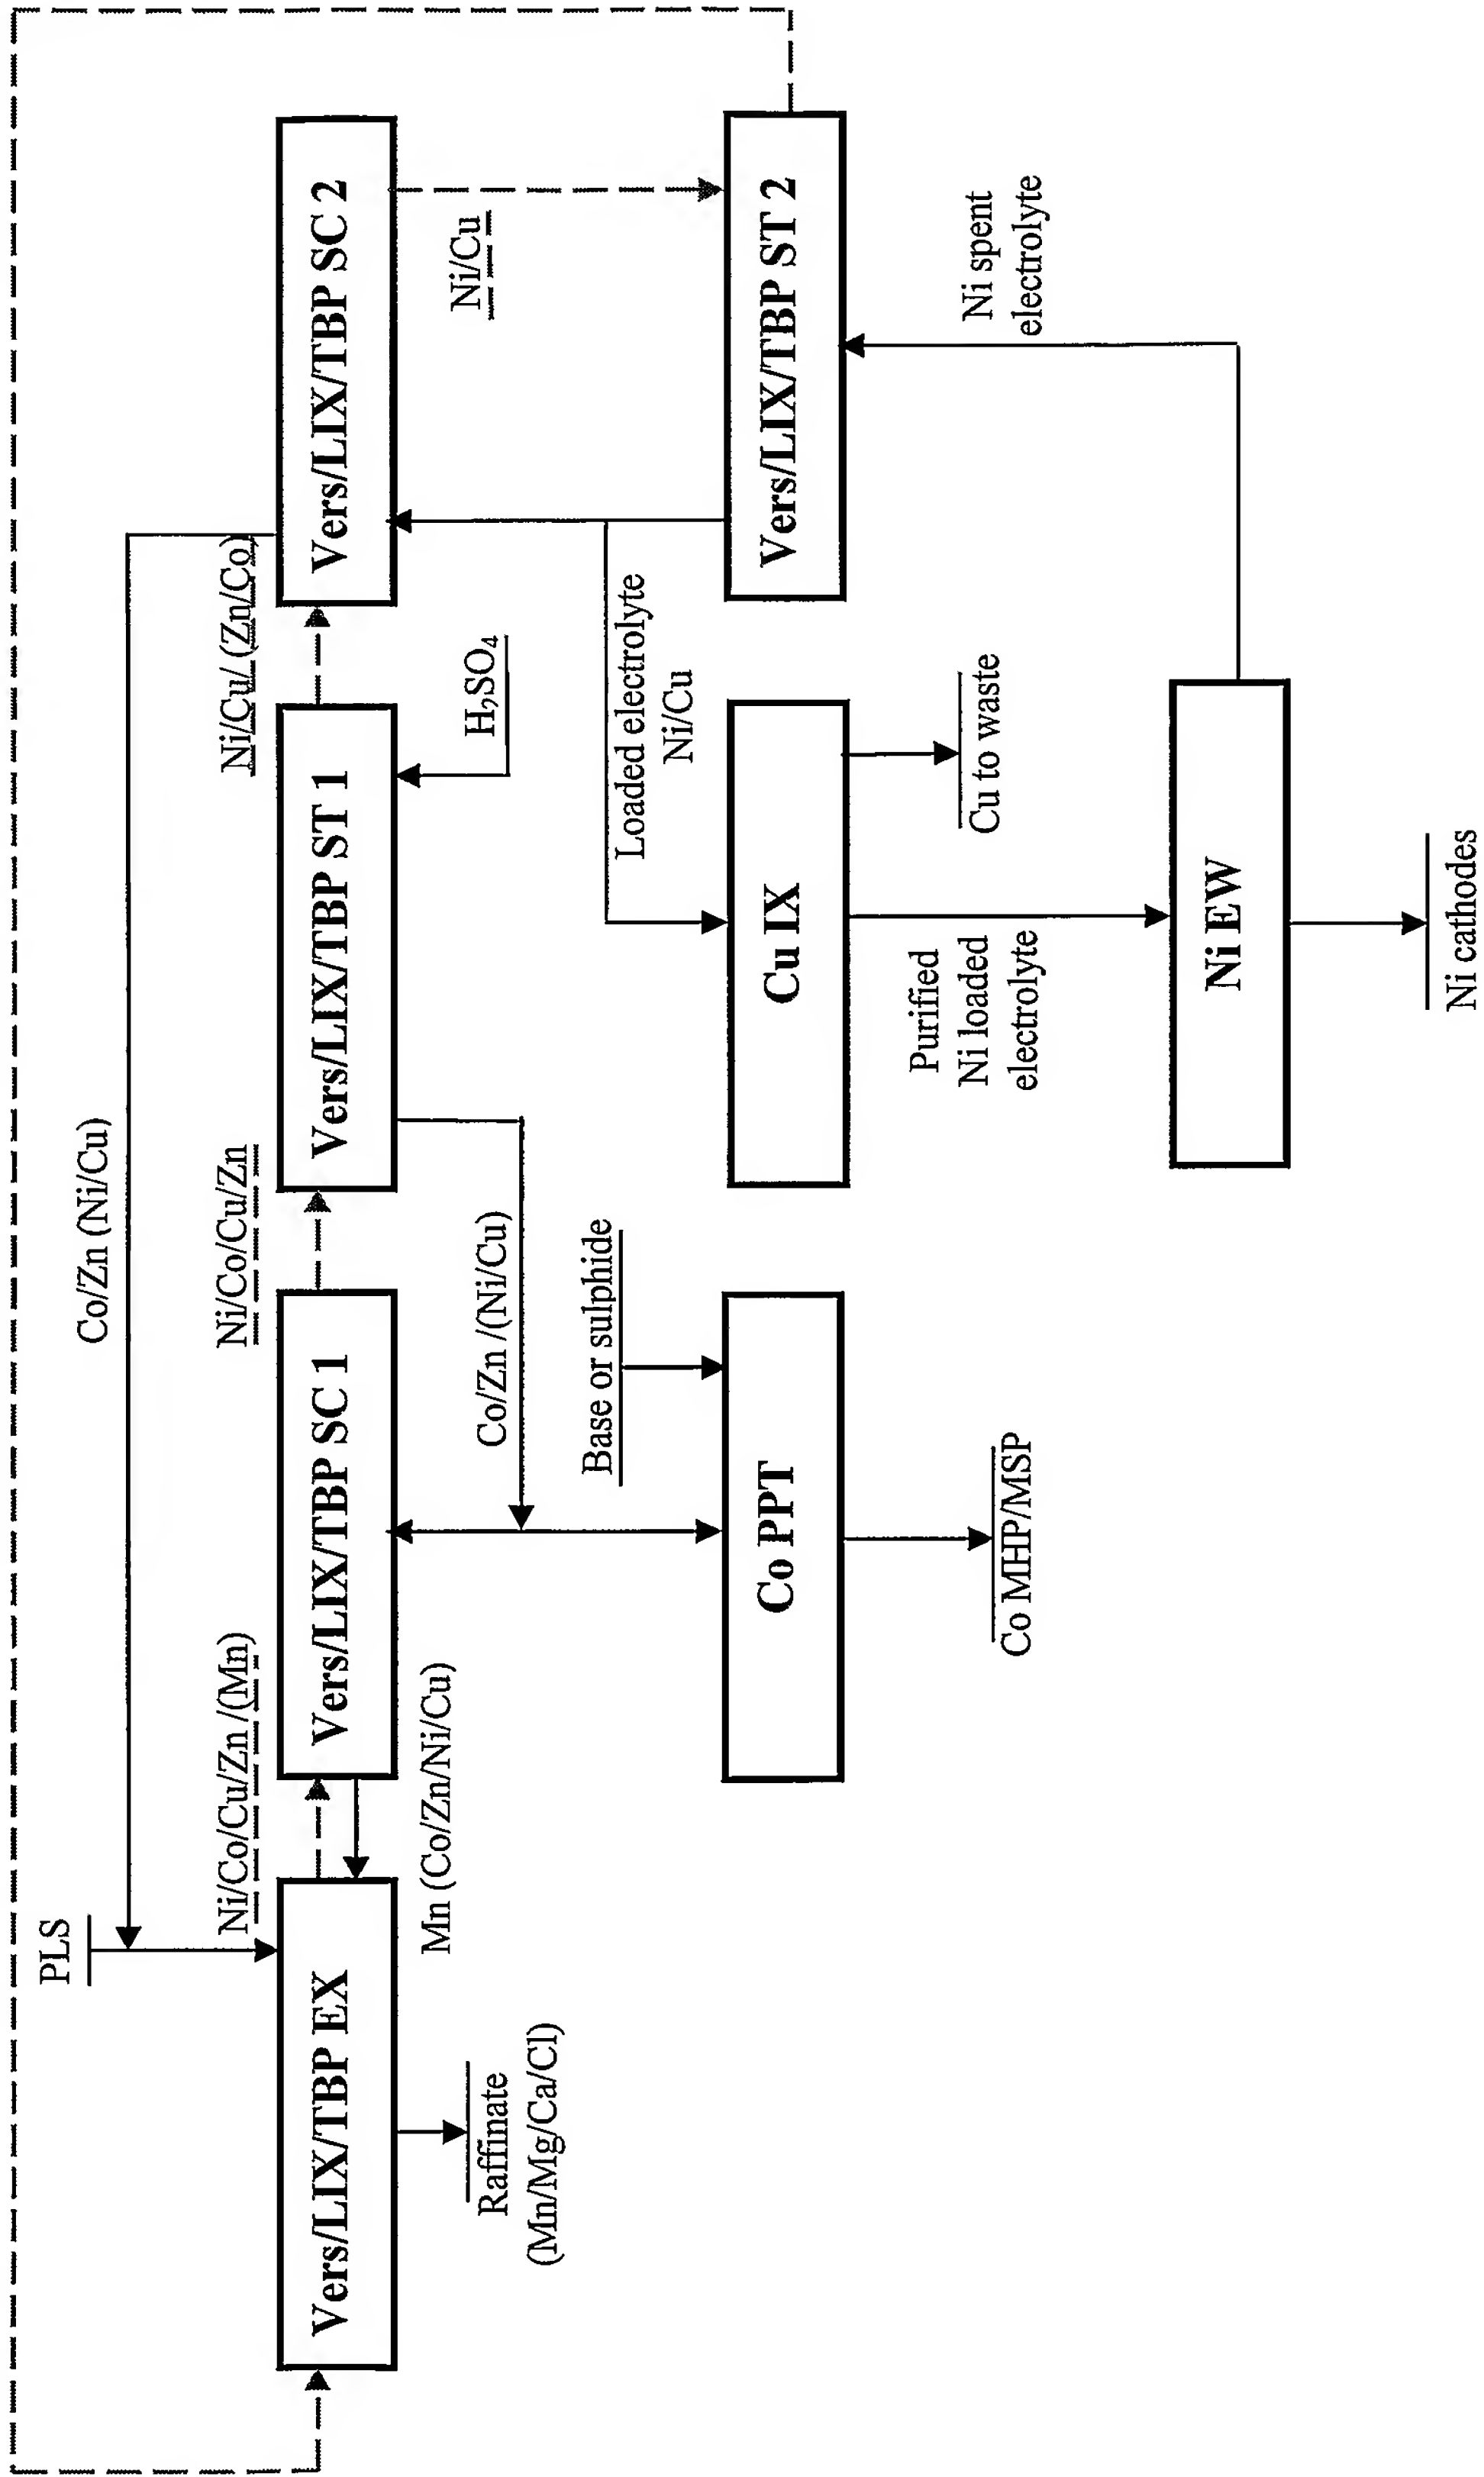 PLS
Co/Zn (Ni/Cu)
Ni/Co/Cu/Zn /(Mn)
Ni/Co/Cu/Zn
Ni/Cu/ (Zn/Co)
Vers/LIX/TBP EX
Vers/LIX/TBP SC 1
Vers/LIX/TBP ST 1
Vers/LIX/TBP SC 2
Raffinate
(Mn/Mg/Ca/Cl)
Mn (Co/Zn/Ni/Cu)
Co/Zn /(Ni/Cu)
H₂SO₄
Ni/Cu
Base or sulphide
Loaded electrolyte
Ni/Cu
Co PPT
Cu IX
Vers/LIX/TBP ST 2
Co MHP/MSP
Purified
Ni loaded
electrolyte
Cu to waste
Ni spent
electrolyte
Ni EW
Ni cathodes